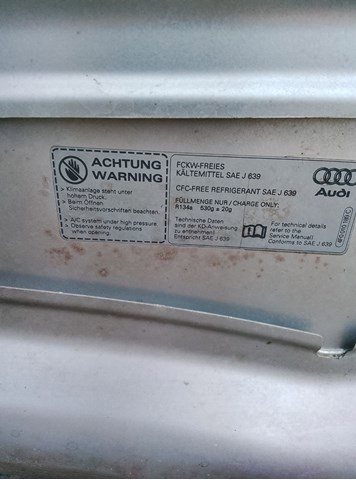 ACHTUNG
WARNING
> Klimaanlage steht unter
hohem Druck.
> Beim Öffnen
Sicherheitsvorschriften beachten.
> A/C system under high pressure
> Observe safety regulations
when opening.
FCKW-FREIES
KÄLTEMITTEL SAE J 639
CFC-FREE REFRIGERANT SAE J 639
FÜLLMENGE NUR / CHARGE ONLY:
R134a 530g ± 20g
Technische Daten
sind der KD-Anweisung
zu entnehmen!
Entspricht SAE J 639
For technical details
refer to the
Service Manual!
Conforms to SAE J 639
Audi